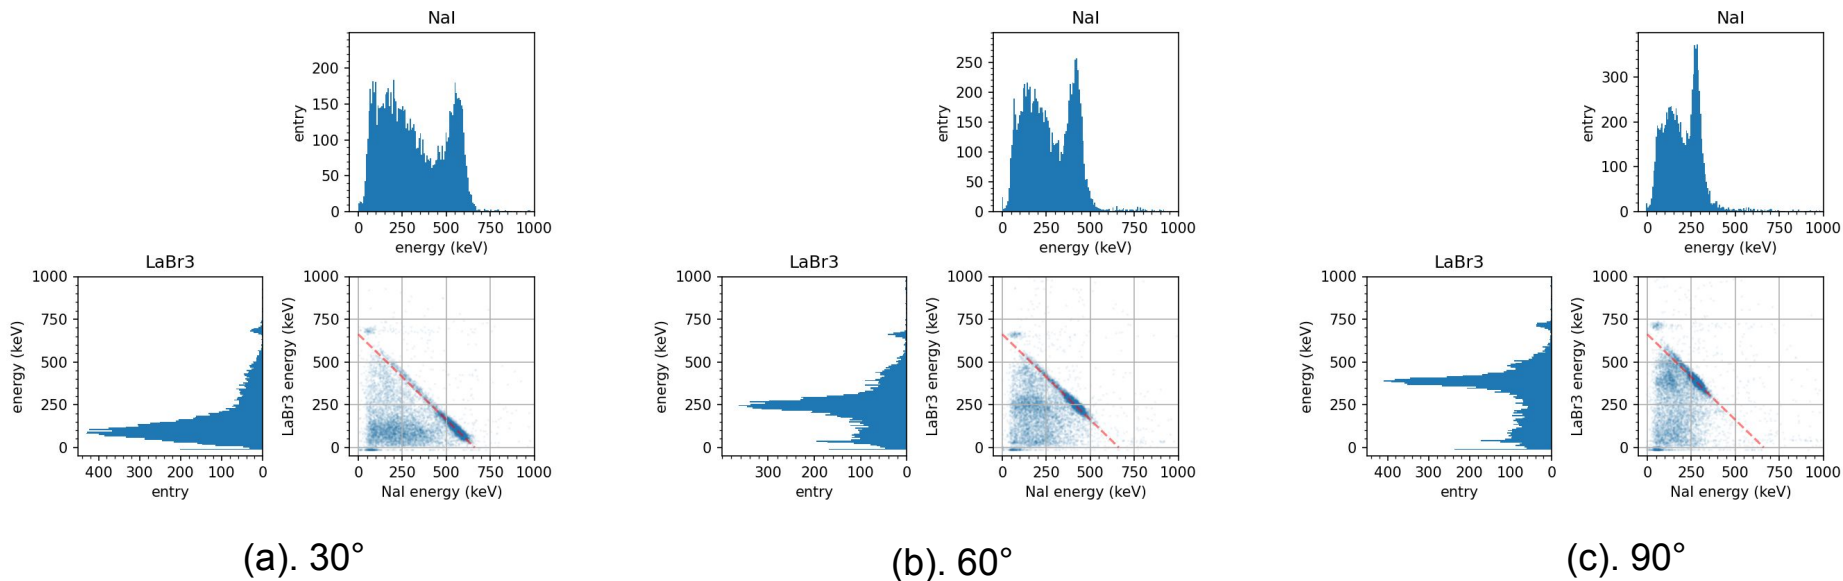 NaI
200
150
100
50
0
entry
0 250 500 750 1000
energy (keV)
LaBr3
1000
750
500
250
0
energy (keV)
400 300 200 100 0
entry
LaBr3 energy (keV)
1000
750
500
250
0
0 250 500 750 1000
NaI energy (keV)
(a). 30°
NaI
250
200
150
100
50
0
entry
0 250 500 750 1000
energy (keV)
LaBr3
1000
750
500
250
0
energy (keV)
300 200 100 0
entry
LaBr3 energy (keV)
1000
750
500
250
0
0 250 500 750 1000
NaI energy (keV)
(b). 60°
NaI
300
200
100
0
entry
0 250 500 750 1000
energy (keV)
LaBr3
1000
750
500
250
0
energy (keV)
400 300 200 100 0
entry
LaBr3 energy (keV)
1000
750
500
250
0
0 250 500 750 1000
NaI energy (keV)
(c). 90°